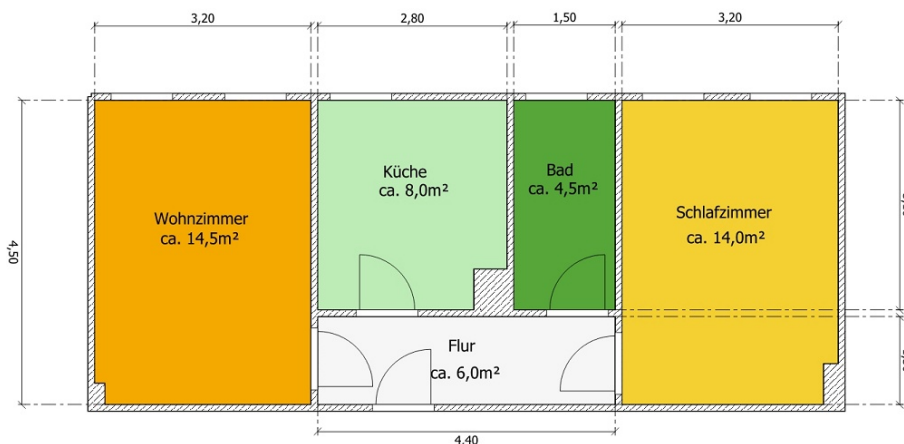 3,20
2,80
1,50
3,20
Küche
ca. 8,0m²
Bad
ca. 4,5m²
Wohnzimmer
ca. 14,5m²
Schlafzimmer
ca. 14,0m²
4,50
Flur
ca. 6,0m²
4,40